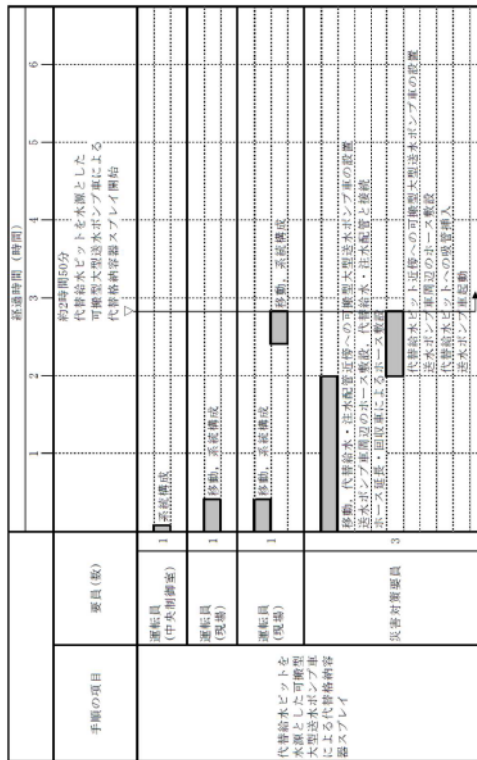 経過時間(時間)
1
2
3
4
5
6
手順の項目
要員(数)
約2時間50分
代替給水ピットを水源とした
可搬型大型送水ポンプ車による
代替格納容器スプレイ開始
▽
代替給水ピットを
水源とした可搬型
大型送水ポンプ車
による代替格納容
器スプレイ
運転員
(中央制御室)
1
系統構成
運転員
(現場)
1
移動,系統構成
運転員
(現場)
1
移動,系統構成
移動,系統構成
災害対策要員
3
移動,代替給水・注水配管近傍への可搬型大型送水ポンプ車の設置
送水ポンプ車周辺のホース敷設,代替給水・注水配管と接続
ホース延長・回収車によるホース敷設
代替給水ピット近傍への可搬型大型送水ポンプ車の設置
送水ポンプ車周辺のホース敷設
代替給水ピットへの吸管挿入
送水ポンプ車起動